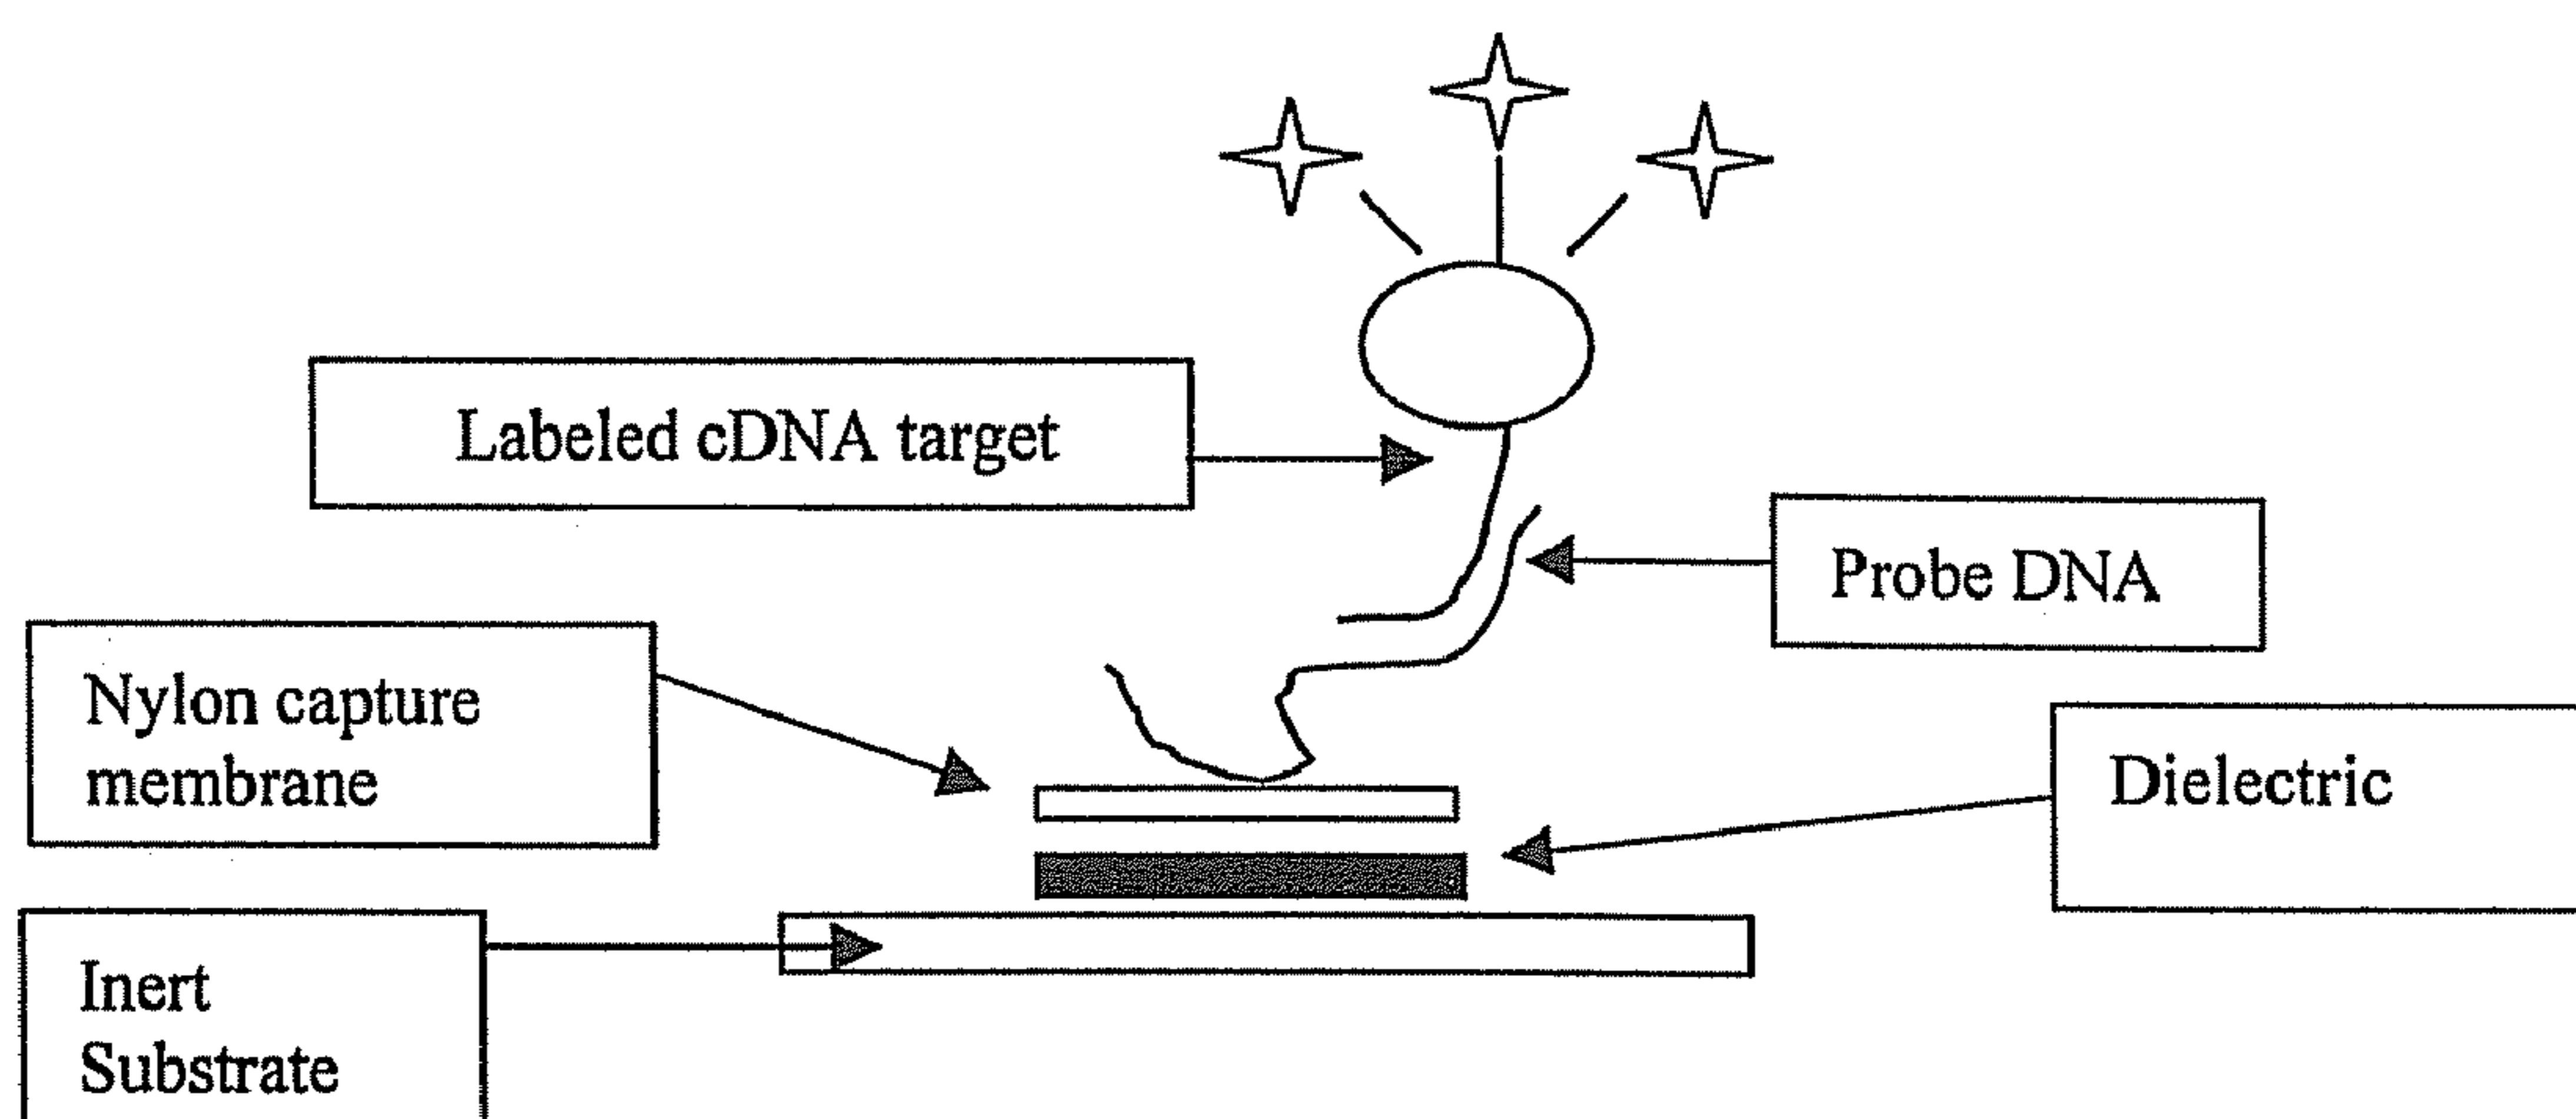 Labeled cDNA target
Probe DNA
Nylon capture
membrane
Dielectric
Inert
Substrate